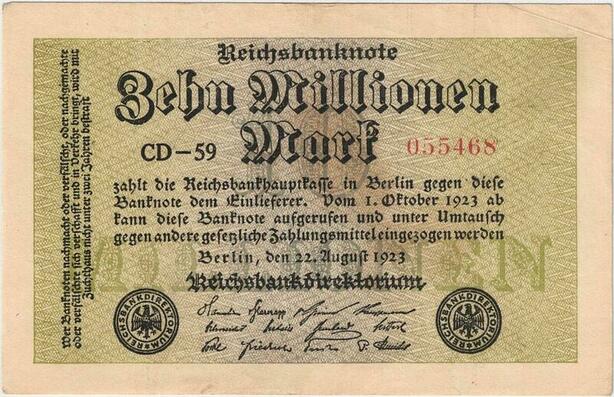 Reichsbanknote
Zehn Millionen
Mark
CD-59
055468
zahlt die Reichsbankhauptkasse in Berlin gegen diese
Banknote dem Einlieferer. Vom 1. Oktober 1923 ab
kann diese Banknote aufgerufen und unter Umtausch
gegen andere gesetzliche Zahlungsmittel eingezogen werden
Berlin, den 22. August 1923
Reichsbankdirektorium
Wer Banknoten nachmacht oder verfälscht, oder nachgemachte
oder verfälschte sich verschafft und in Verkehr bringt, wird mit
Zuchthaus nicht unter zwei Jahren bestraft
REICHSBANKDIREKTORIUM
REICHSBANKDIREKTORIUM